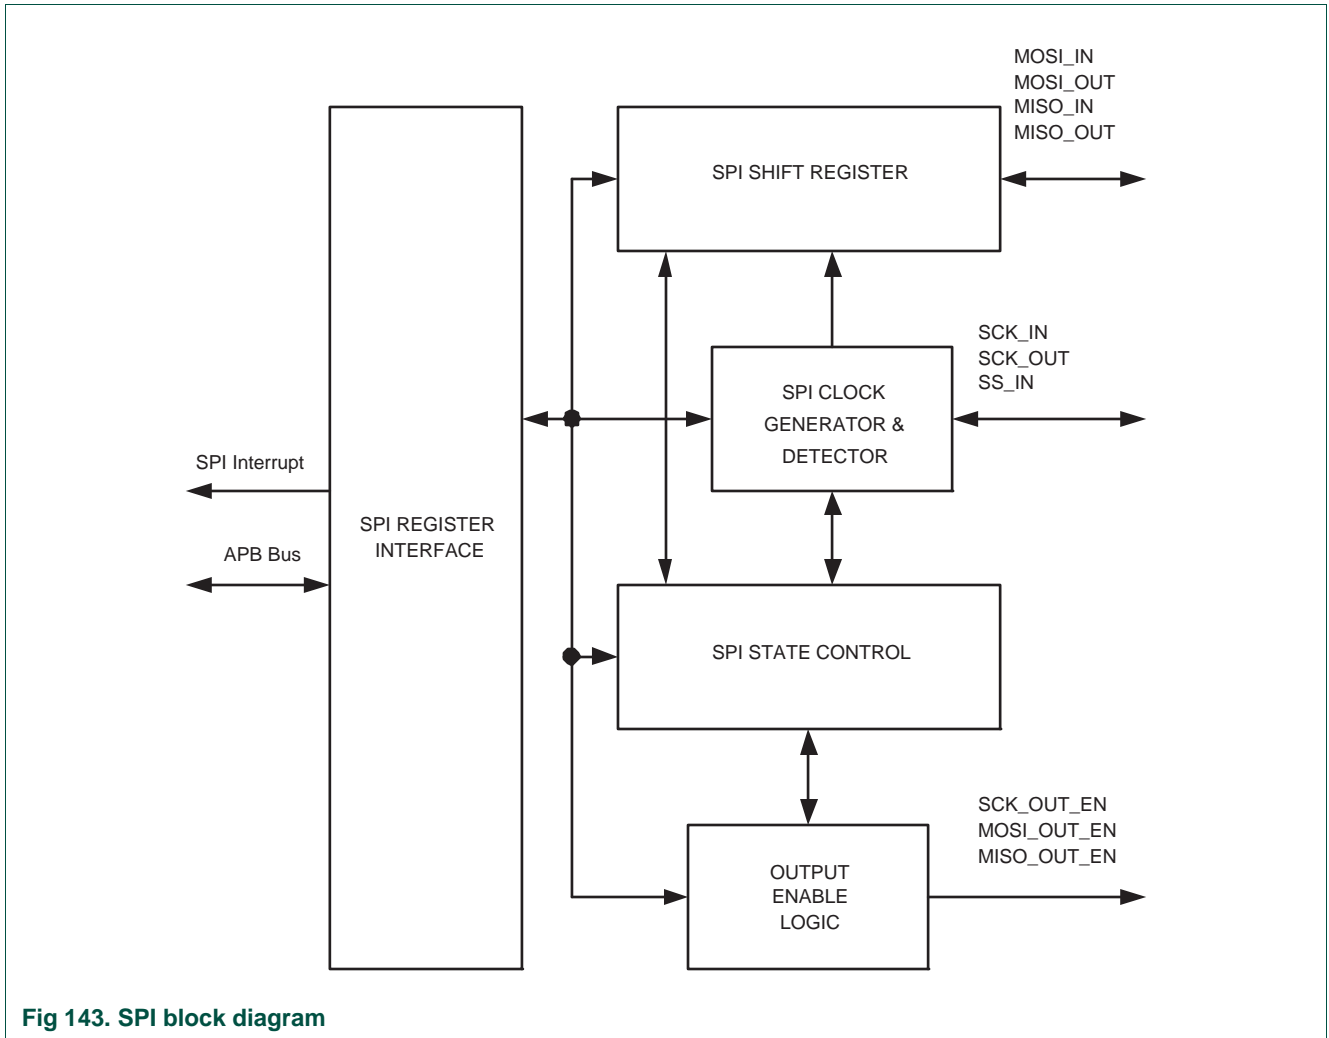 MOSI_IN
MOSI_OUT
MISO_IN
MISO_OUT
SPI SHIFT REGISTER
SCK_IN
SCK_OUT
SS_IN
SPI CLOCK
GENERATOR &
DETECTOR
SPI Interrupt
APB Bus
SPI REGISTER
INTERFACE
SPI STATE CONTROL
SCK_OUT_EN
MOSI_OUT_EN
MISO_OUT_EN
OUTPUT
ENABLE
LOGIC
Fig 143. SPI block diagram